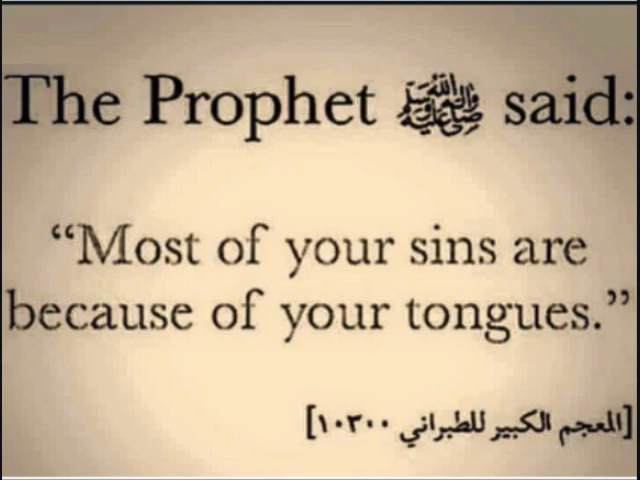 The Prophet ﷺ said:
“Most of your sins are
because of your tongues.”
[المعجم الكبير للطبراني ١٠٣٠٠]